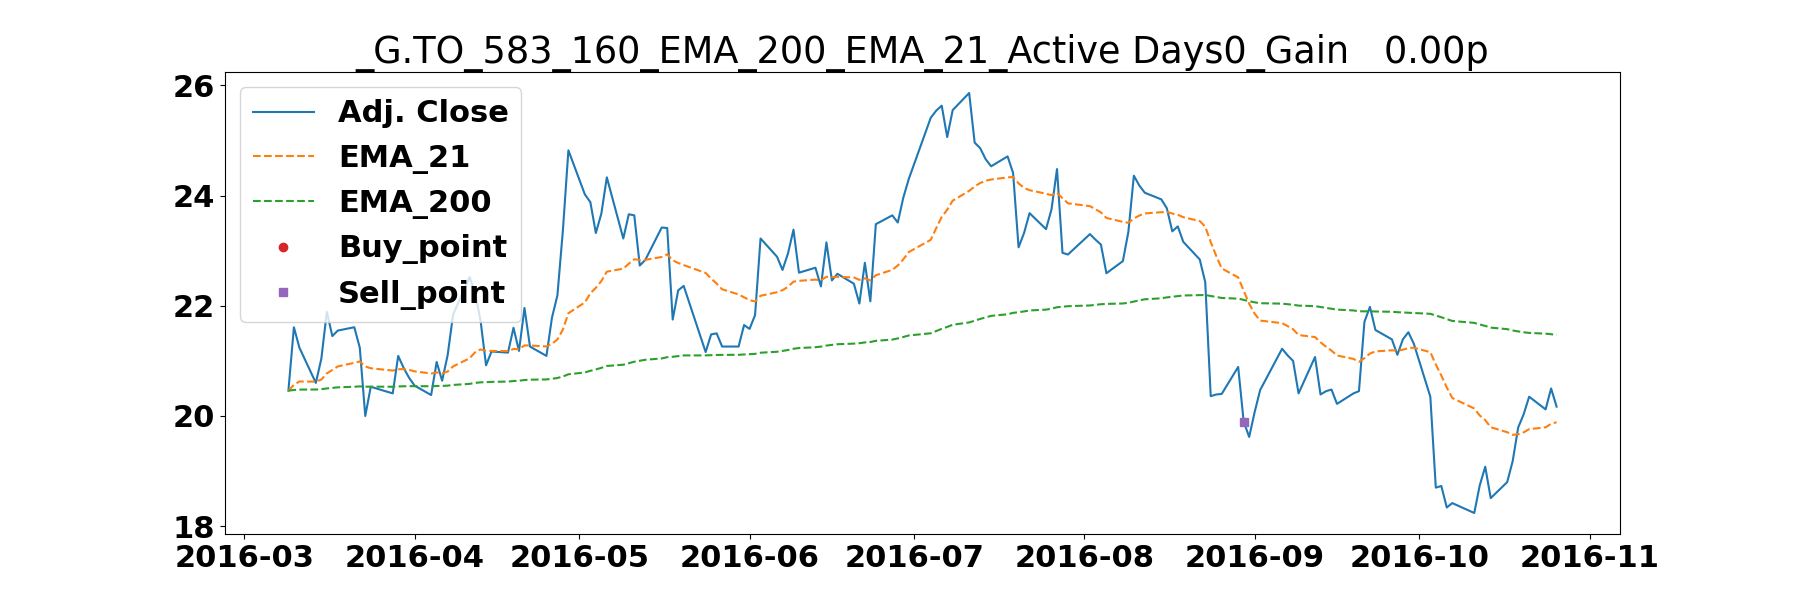 _G.TO_583_160_EMA_200_EMA_21_Active Days0_Gain   0.00p
26
24
22
20
18
Adj. Close
EMA_21
EMA_200
Buy_point
Sell_point
2016-03 2016-04 2016-05 2016-06 2016-07 2016-08 2016-09 2016-10 2016-11